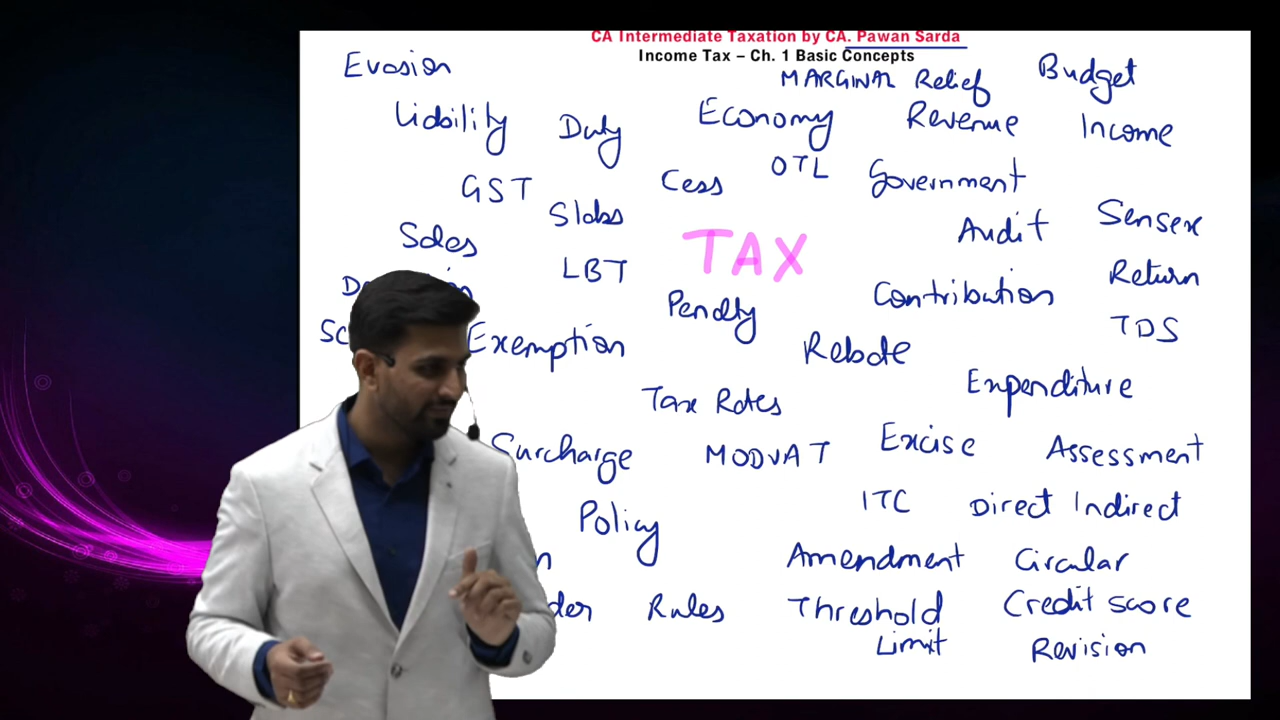 CA Intermediate Taxation by CA. Pawan Sarda
Income Tax – Ch. 1 Basic Concepts
Evasion
MARGINAL Relief
Budget
Liability
Duty
Economy
Revenue
Income
GST
Cess
OTL
Government
Slabs
Sales
TAX
Audit
Sensex
LBT
Return
Penalty
Contribution
TDS
Exemption
Rebate
Tax Rates
Expenditure
Surcharge
MODVAT
Excise
Assessment
ITC
Direct Indirect
Policy
Amendment
Circular
Rules
Threshold
Limit
Credit score
Revision